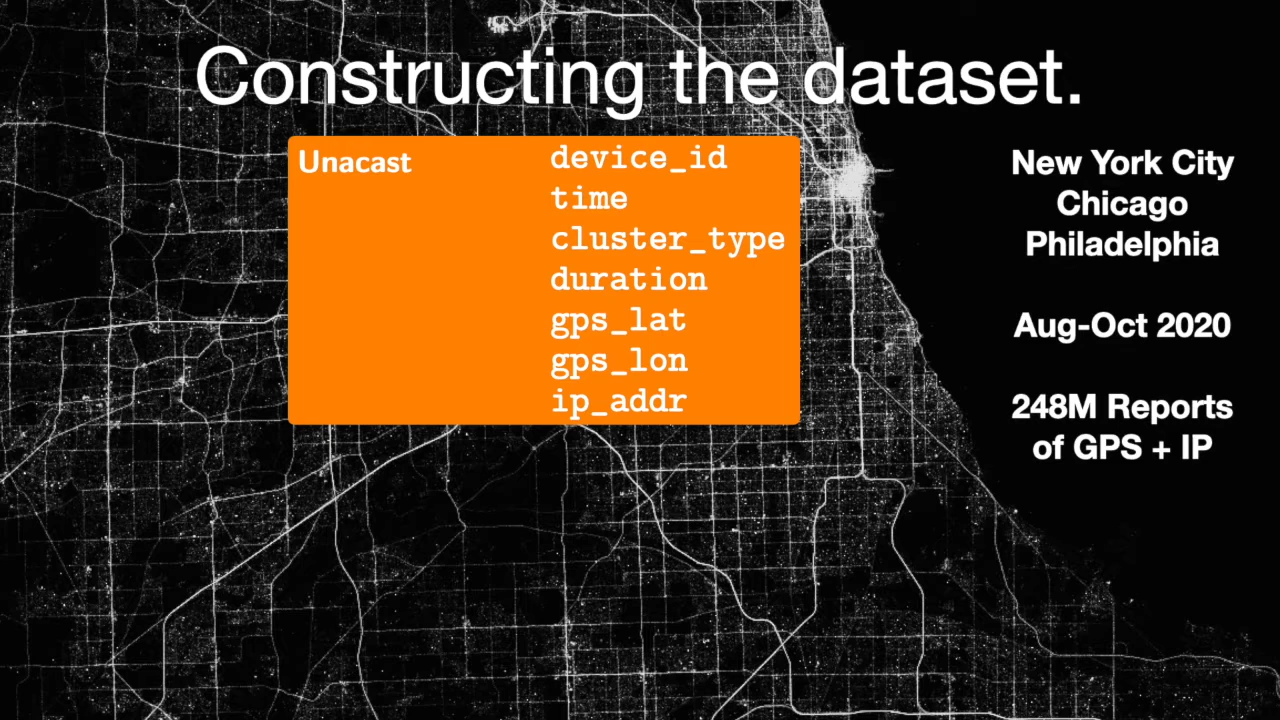 Constructing the dataset.
Unacast
device_id
time
cluster_type
duration
gps_lat
gps_lon
ip_addr
New York City
Chicago
Philadelphia
Aug-Oct 2020
248M Reports
of GPS + IP